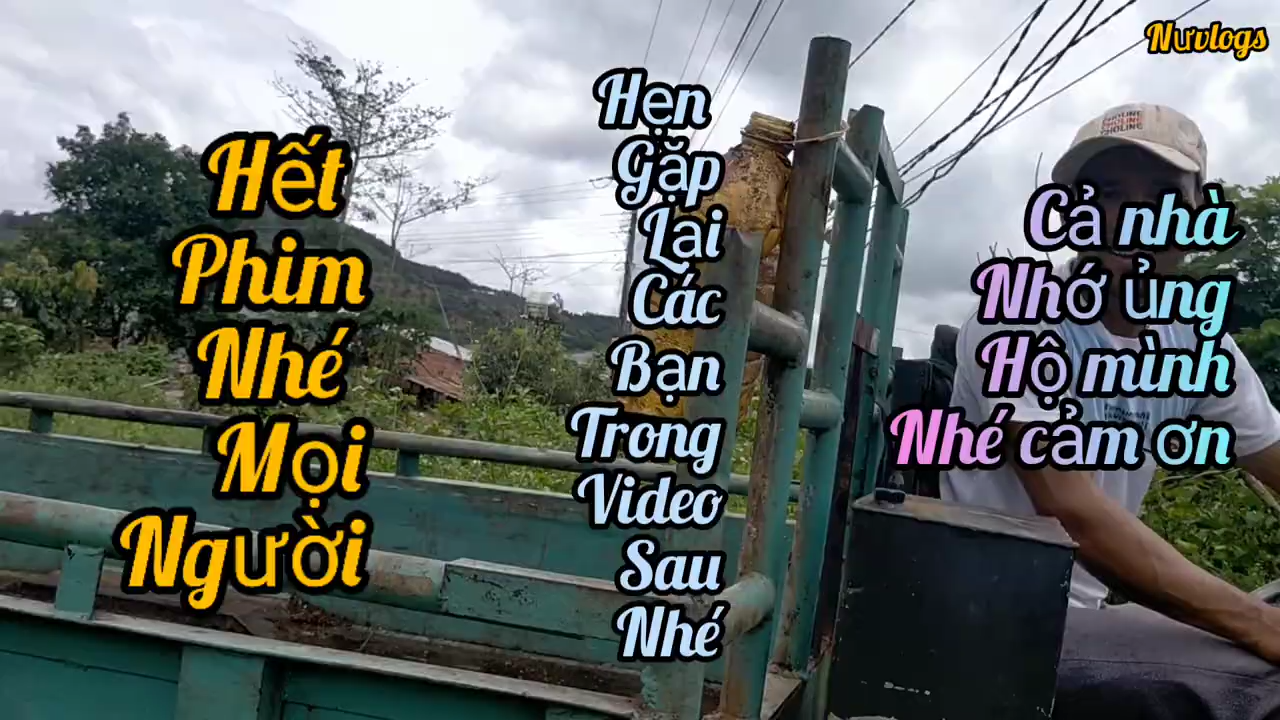 Nưvlogs
Hết
Phim
Nhé
Mọi
Người
Hẹn
Gặp
Lại
Các
Bạn
Trong
Video
Sau
Nhé
Cả nhà
Nhớ ủng
Hộ mình
Nhé cảm ơn